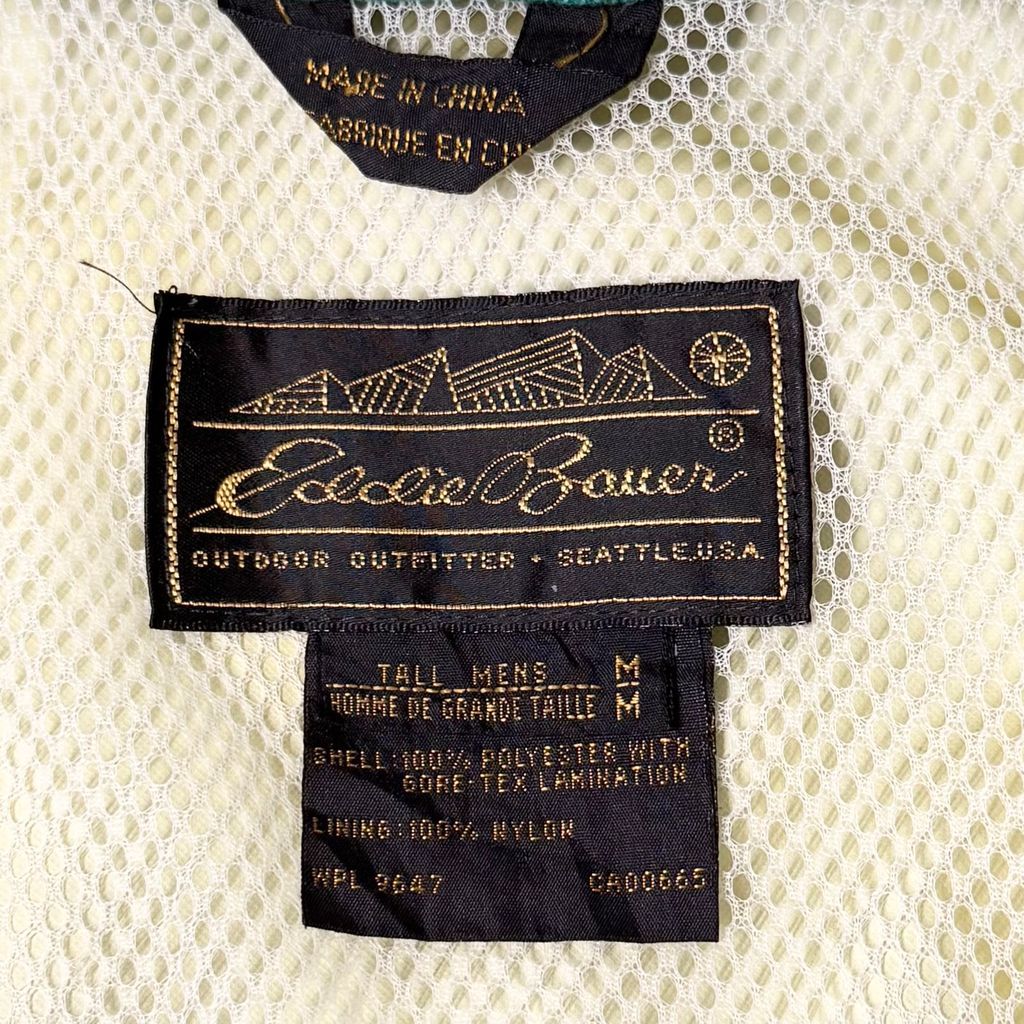 MADE IN CHINA
ABRIQUE EN CHI
Eddie Bauer ®
OUTDOOR OUTFITTER • SEATTLE, U.S.A.
TALL MENS M
HOMME DE GRANDE TAILLE M
SHELL: 100% POLYESTER WITH
GORE-TEX LAMINATION
LINING: 100% NYLON
WPL 9647 CA00665